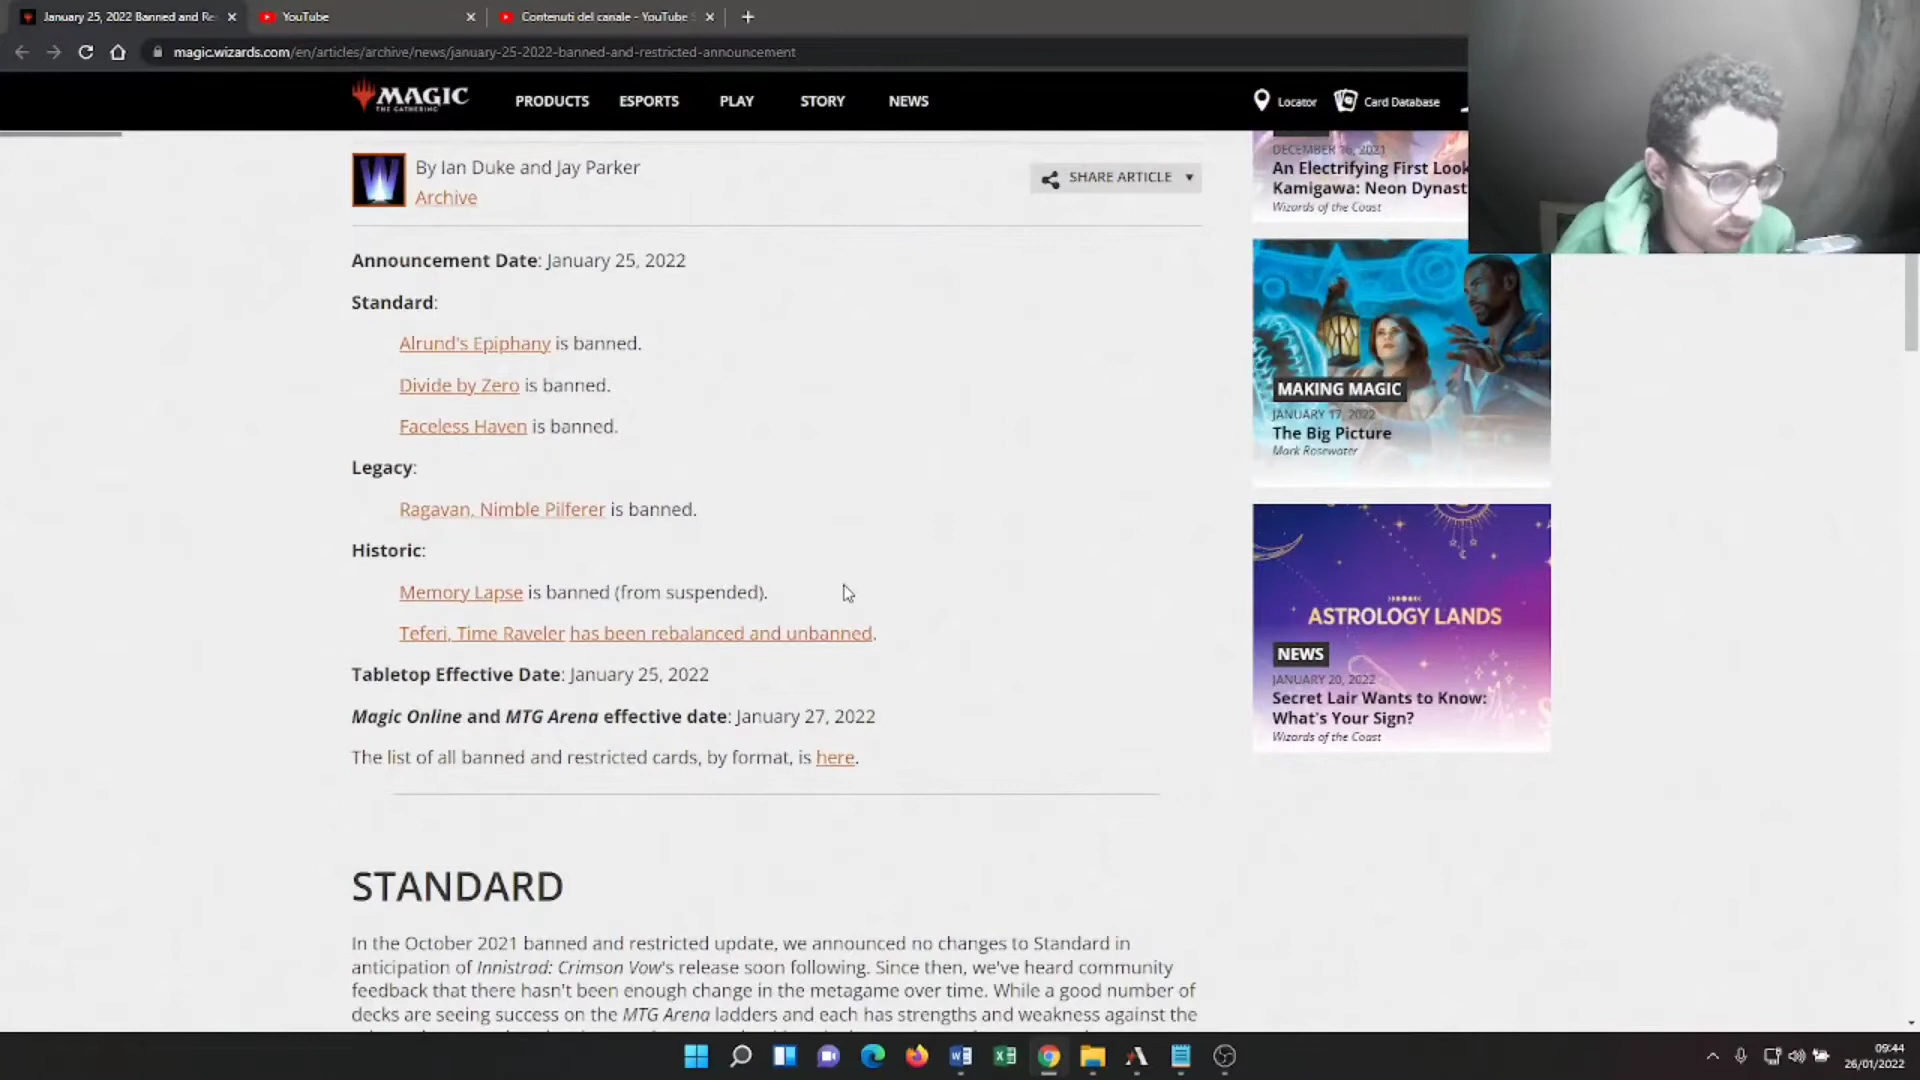 January 25, 2022 Banned and Re
YouTube
Contenuti del canale - YouTube S
magic.wizards.com/en/articles/archive/news/january-25-2022-banned-and-restricted-announcement
MAGIC
THE GATHERING
PRODUCTS
ESPORTS
PLAY
STORY
NEWS
Locator
Card Database
By Ian Duke and Jay Parker
Archive
SHARE ARTICLE
Announcement Date: January 25, 2022
Standard:
Alrund's Epiphany is banned.
Divide by Zero is banned.
Faceless Haven is banned.
Legacy:
Ragavan, Nimble Pilferer is banned.
Historic:
Memory Lapse is banned (from suspended).
Teferi, Time Raveler has been rebalanced and unbanned.
Tabletop Effective Date: January 25, 2022
Magic Online and MTG Arena effective date: January 27, 2022
The list of all banned and restricted cards, by format, is here.
STANDARD
In the October 2021 banned and restricted update, we announced no changes to Standard in
anticipation of Innistrad: Crimson Vow's release soon following. Since then, we've heard community
feedback that there hasn't been enough change in the metagame over time. While a good number of
decks are seeing success on the MTG Arena ladders and each has strengths and weakness against the
DECEMBER 16, 2021
An Electrifying First Look
Kamigawa: Neon Dynast
Wizards of the Coast
MAKING MAGIC
JANUARY 17, 2022
The Big Picture
Mark Rosewater
ASTROLOGY LANDS
NEWS
JANUARY 20, 2022
Secret Lair Wants to Know:
What's Your Sign?
Wizards of the Coast
09:44
26/01/2022